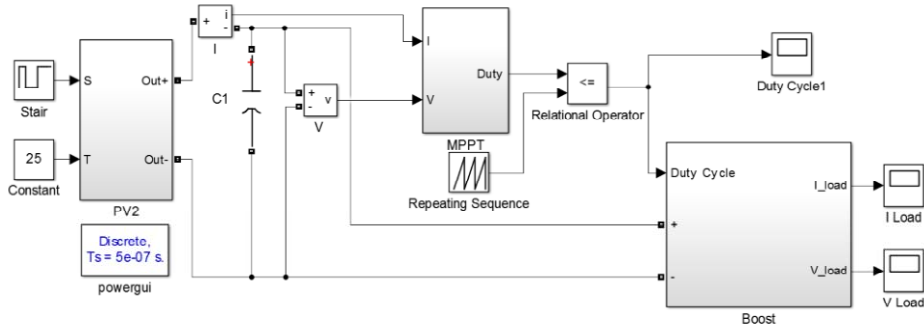 Stair
25
Constant
S
T
Out+
Out-
PV2
Discrete,
Ts = 5e-07 s.
powergui
+
-
i
I
C1
+
-
v
V
I
V
Duty
MPPT
Repeating Sequence
<=
Relational Operator
Duty Cycle1
Duty Cycle
+
-
I_load
V_load
Boost
I Load
V Load